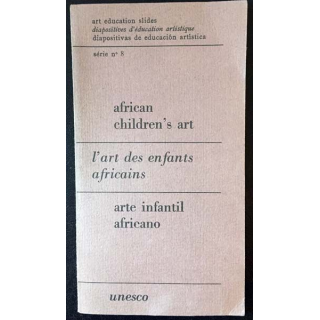 art education slides
diapositives d'éducation artistique
diapositivas de educación artística
série nº 8
african
children's art
l'art des enfants
africains
arte infantil
africano
unesco